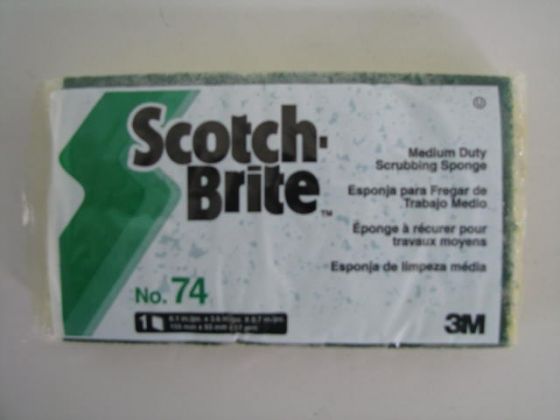 Scotch-
Brite™
Medium Duty
Scrubbing Sponge
Esponja para Fregar de
Trabajo Medio
Éponge à récurer pour
travaux moyens
Esponja de limpeza média
No. 74
1
3M